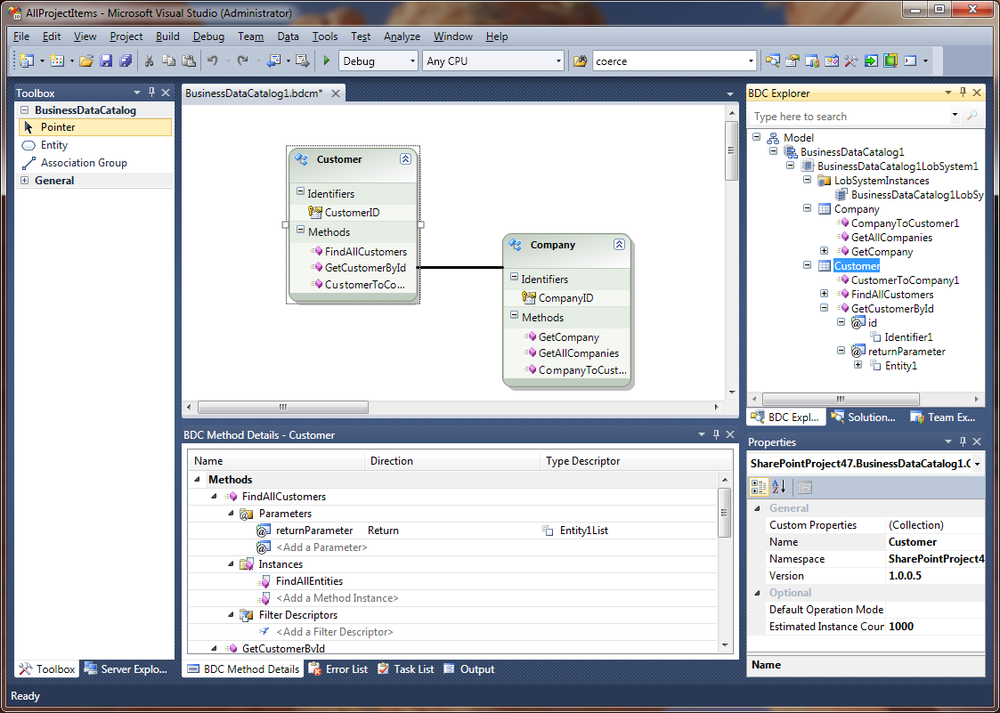 AllProjectItems - Microsoft Visual Studio (Administrator)
File Edit View Project Build Debug Team Data Tools Test Analyze Window Help
Debug Any CPU coerce
Toolbox
BusinessDataCatalog
Pointer
Entity
Association Group
General
Toolbox Server Explo...
BusinessDataCatalog1.bdcm*
Customer
Identifiers
CustomerID
Methods
FindAllCustomers
GetCustomerById
CustomerToCo...
Company
Identifiers
CompanyID
Methods
GetCompany
GetAllCompanies
CompanyToCust...
BDC Method Details - Customer
Name Direction Type Descriptor
Methods
FindAllCustomers
Parameters
returnParameter Return Entity1List
<Add a Parameter>
Instances
FindAllEntities
<Add a Method Instance>
Filter Descriptors
<Add a Filter Descriptor>
GetCustomerById
BDC Method Details Error List Task List Output
BDC Explorer
Type here to search
Model
BusinessDataCatalog1
BusinessDataCatalog1LobSystem1
LobSystemInstances
BusinessDataCatalog1LobSy
Company
CompanyToCustomer1
GetAllCompanies
GetCompany
Customer
CustomerToCompany1
FindAllCustomers
GetCustomerById
id
Identifier1
returnParameter
Entity1
BDC Expl... Solution... Team Ex...
Properties
SharePointProject47.BusinessDataCatalog1.C
General
Custom Properties (Collection)
Name Customer
Namespace SharePointProject4
Version 1.0.0.5
Optional
Default Operation Mode
Estimated Instance Coun 1000
Name
Ready